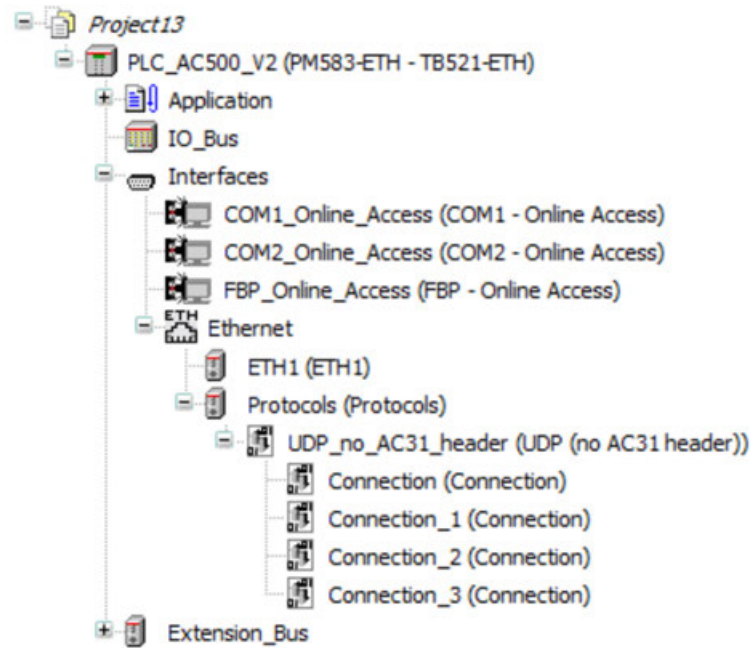 Project13
PLC_AC500_V2 (PM583-ETH - TB521-ETH)
Application
IO_Bus
Interfaces
COM1_Online_Access (COM1 - Online Access)
COM2_Online_Access (COM2 - Online Access)
FBP_Online_Access (FBP - Online Access)
ETH Ethernet
ETH1 (ETH1)
Protocols (Protocols)
UDP_no_AC31_header (UDP (no AC31 header))
Connection (Connection)
Connection_1 (Connection)
Connection_2 (Connection)
Connection_3 (Connection)
Extension_Bus